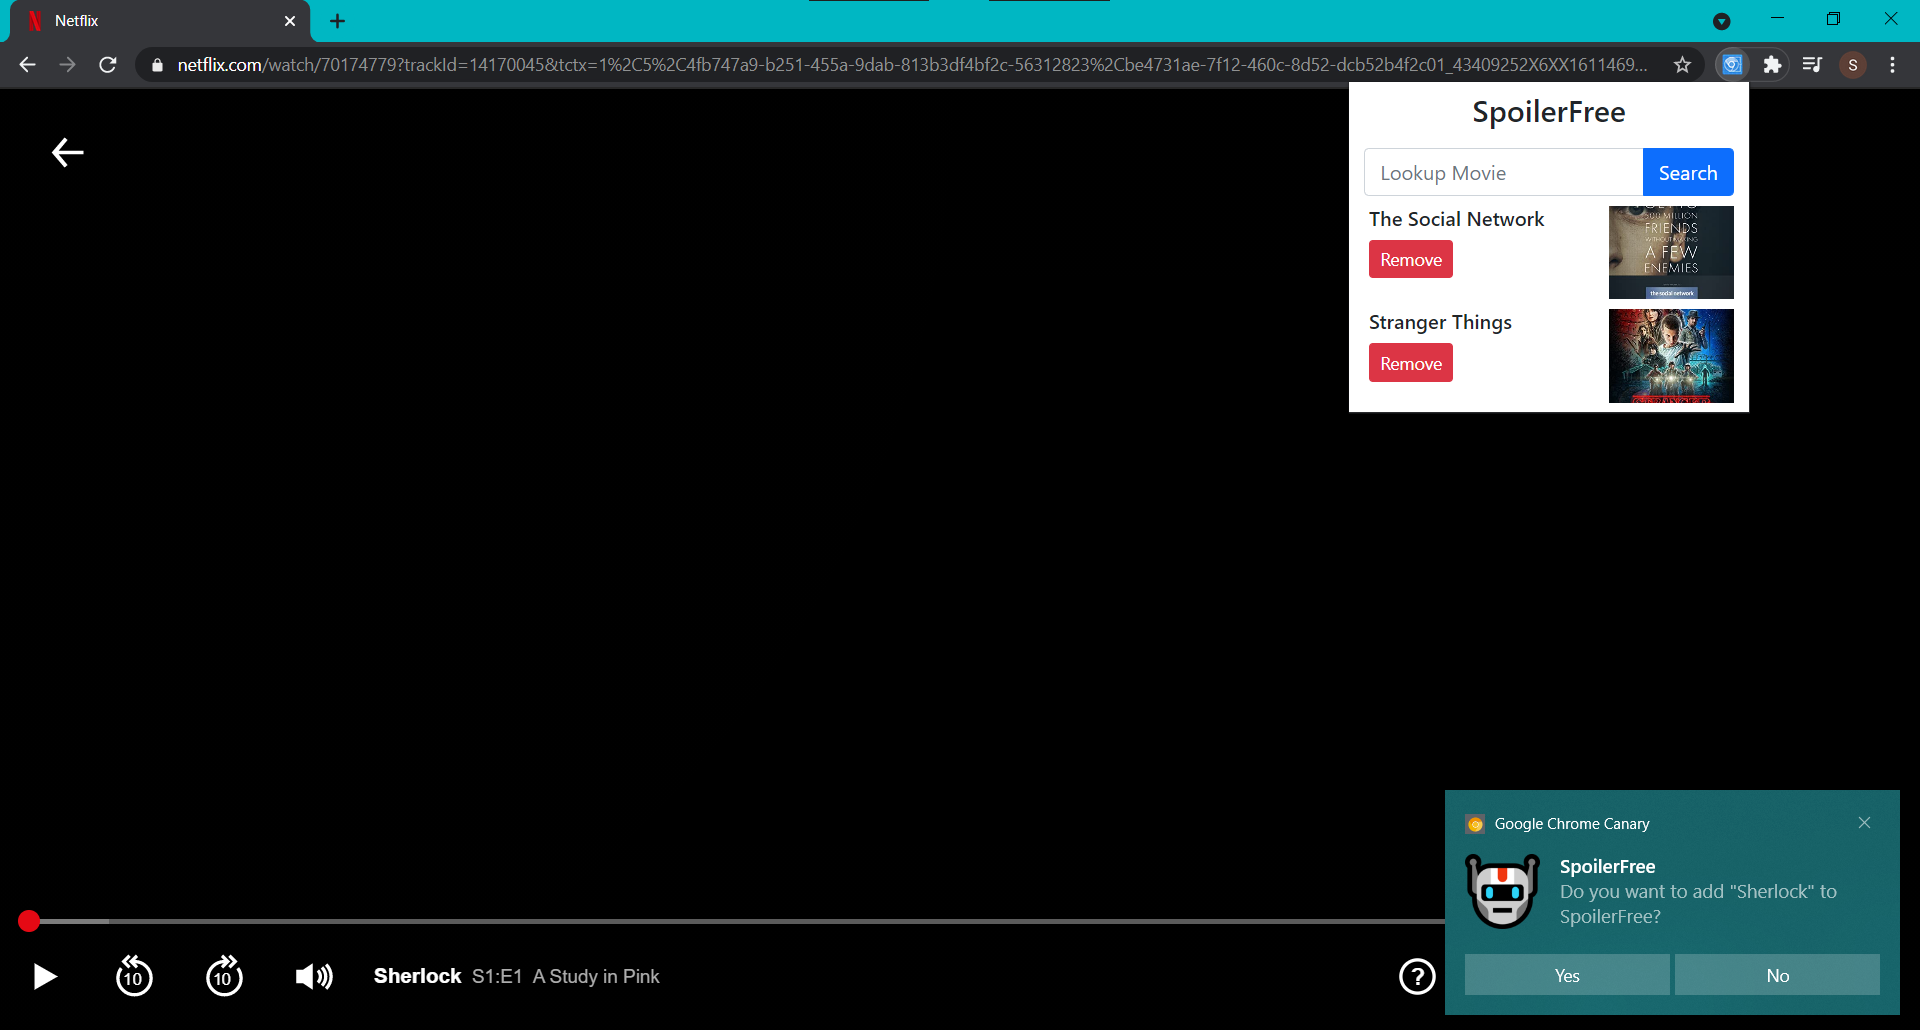 Netflix
netflix.com/watch/70174779?trackId=14170045&tctx=1%2C5%2C4fb747a9-b251-455a-9dab-813b3df4bf2c-56312823%2Cbe4731ae-7f12-460c-8d52-dcb52b4f2c01_43409252X6XX1611469...
S
SpoilerFree
Lookup Movie
Search
The Social Network
Remove
500 MILLION
FRIENDS
WITHOUT MAKING
A FEW
ENEMIES
the social network
Stranger Things
Remove
Google Chrome Canary
SpoilerFree
Do you want to add "Sherlock" to
SpoilerFree?
Yes
No
10
10
Sherlock S1:E1 A Study in Pink
?